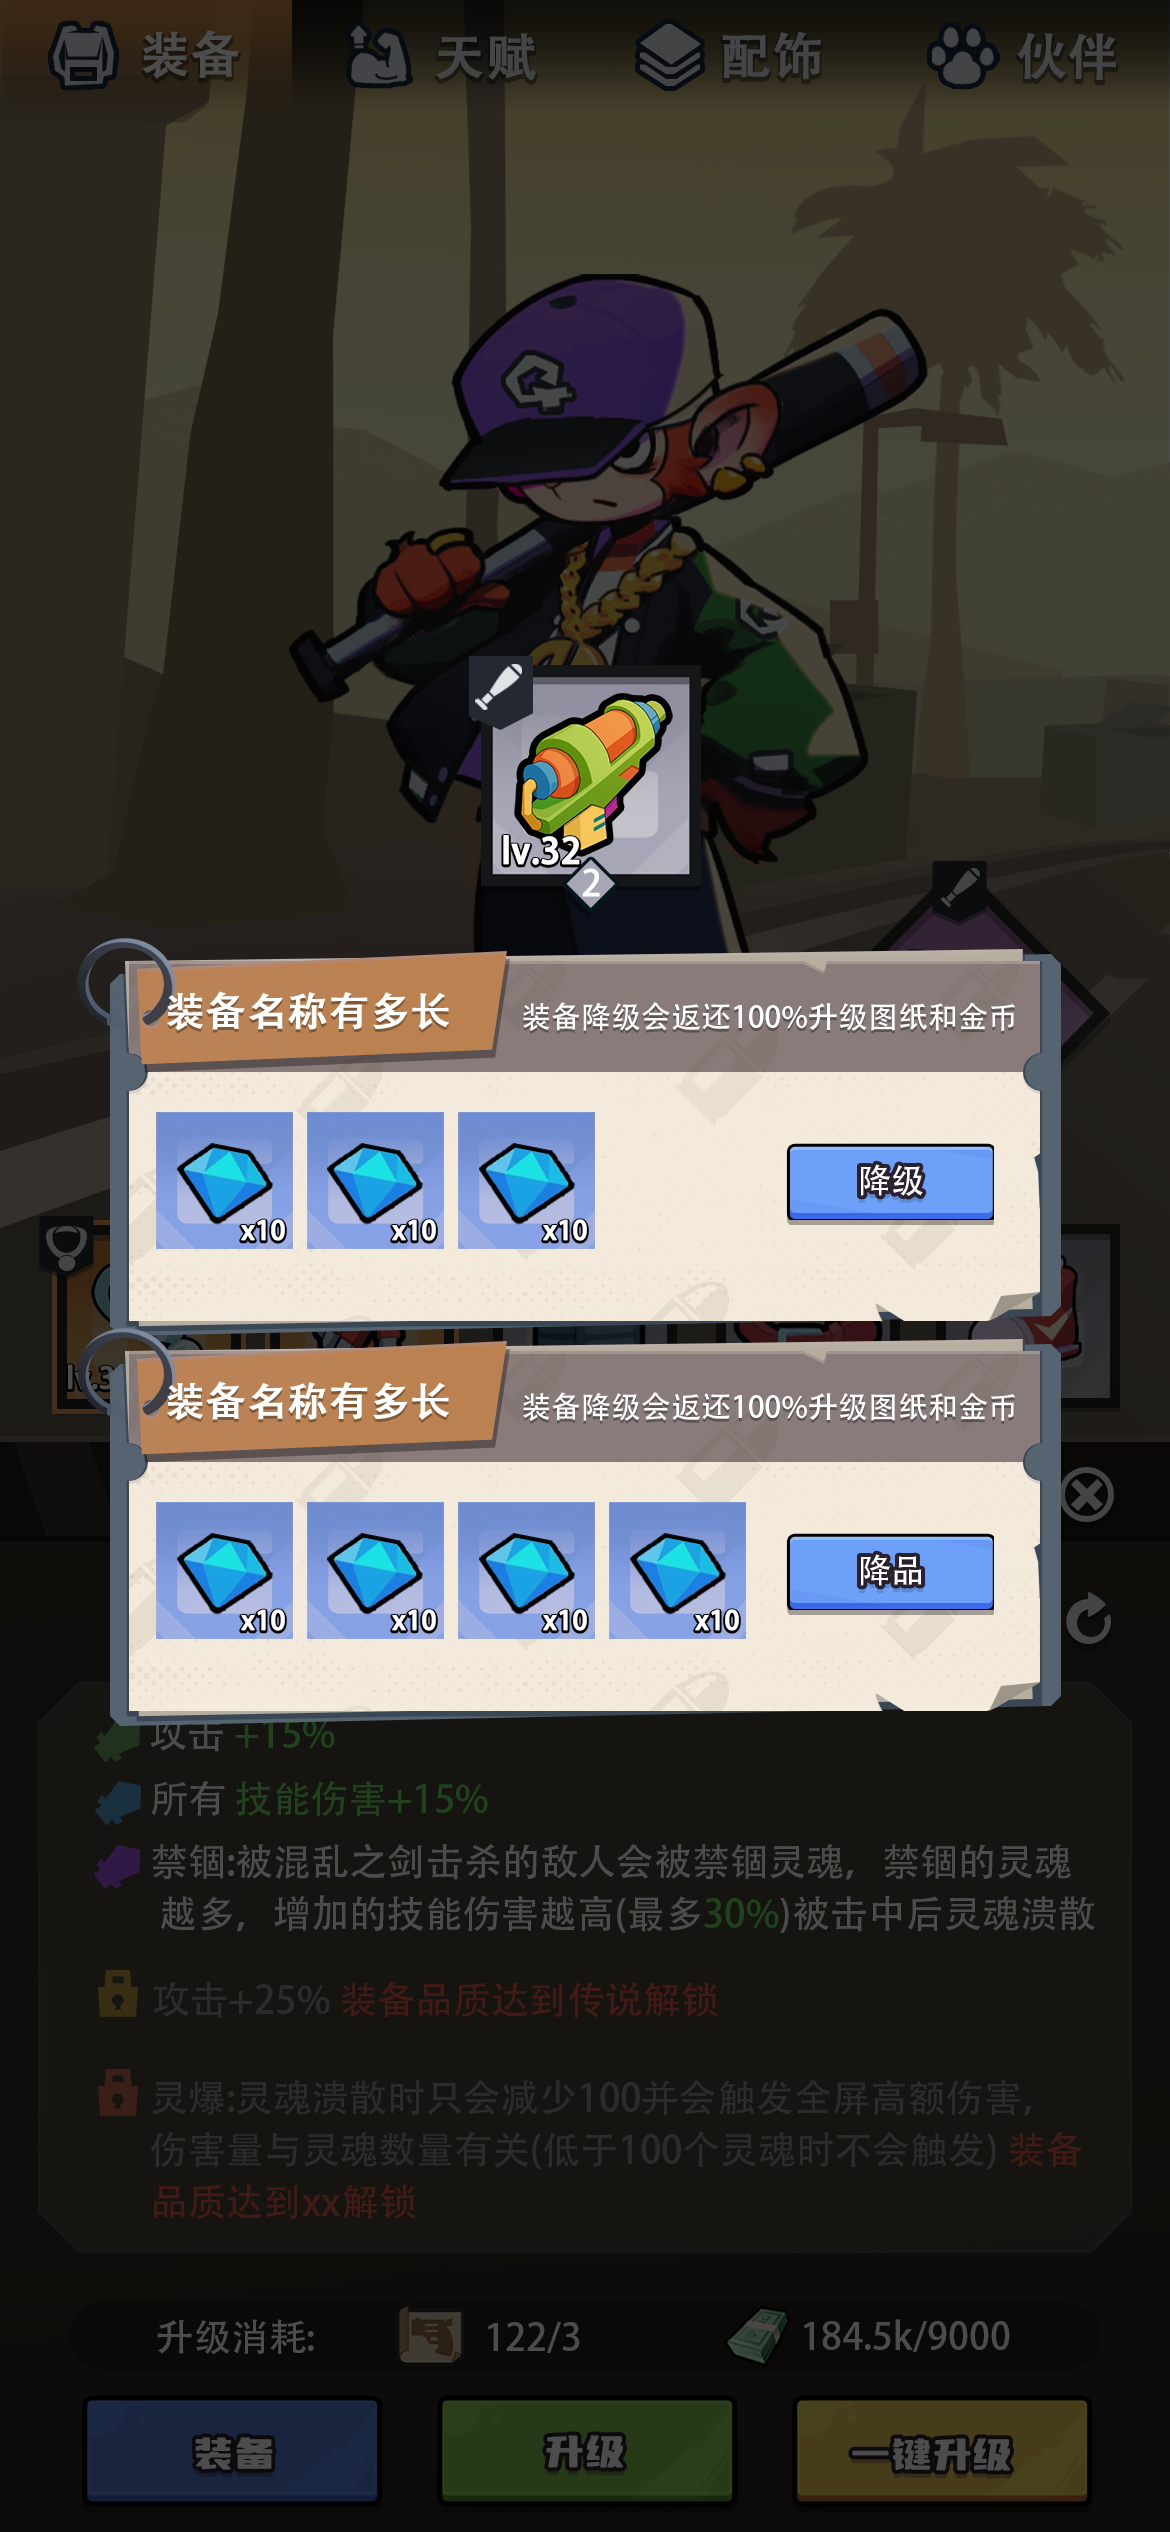 装备 天赋 配饰 伙伴
lv.32
2
装备名称有多长 装备降级会返还100%升级图纸和金币
x10 x10 x10
降级
装备名称有多长 装备降级会返还100%升级图纸和金币
x10 x10 x10 x10
降品
攻击 +15%
所有 技能伤害+15%
禁锢:被混乱之剑击杀的敌人会被禁锢灵魂，禁锢的灵魂
越多，增加的技能伤害越高(最多30%)被击中后灵魂溃散
攻击+25% 装备品质达到传说解锁
灵爆:灵魂溃散时只会减少100并会触发全屏高额伤害，
伤害量与灵魂数量有关(低于100个灵魂时不会触发) 装备
品质达到xx解锁
升级消耗: 122/3 184.5k/9000
装备 升级 一键升级